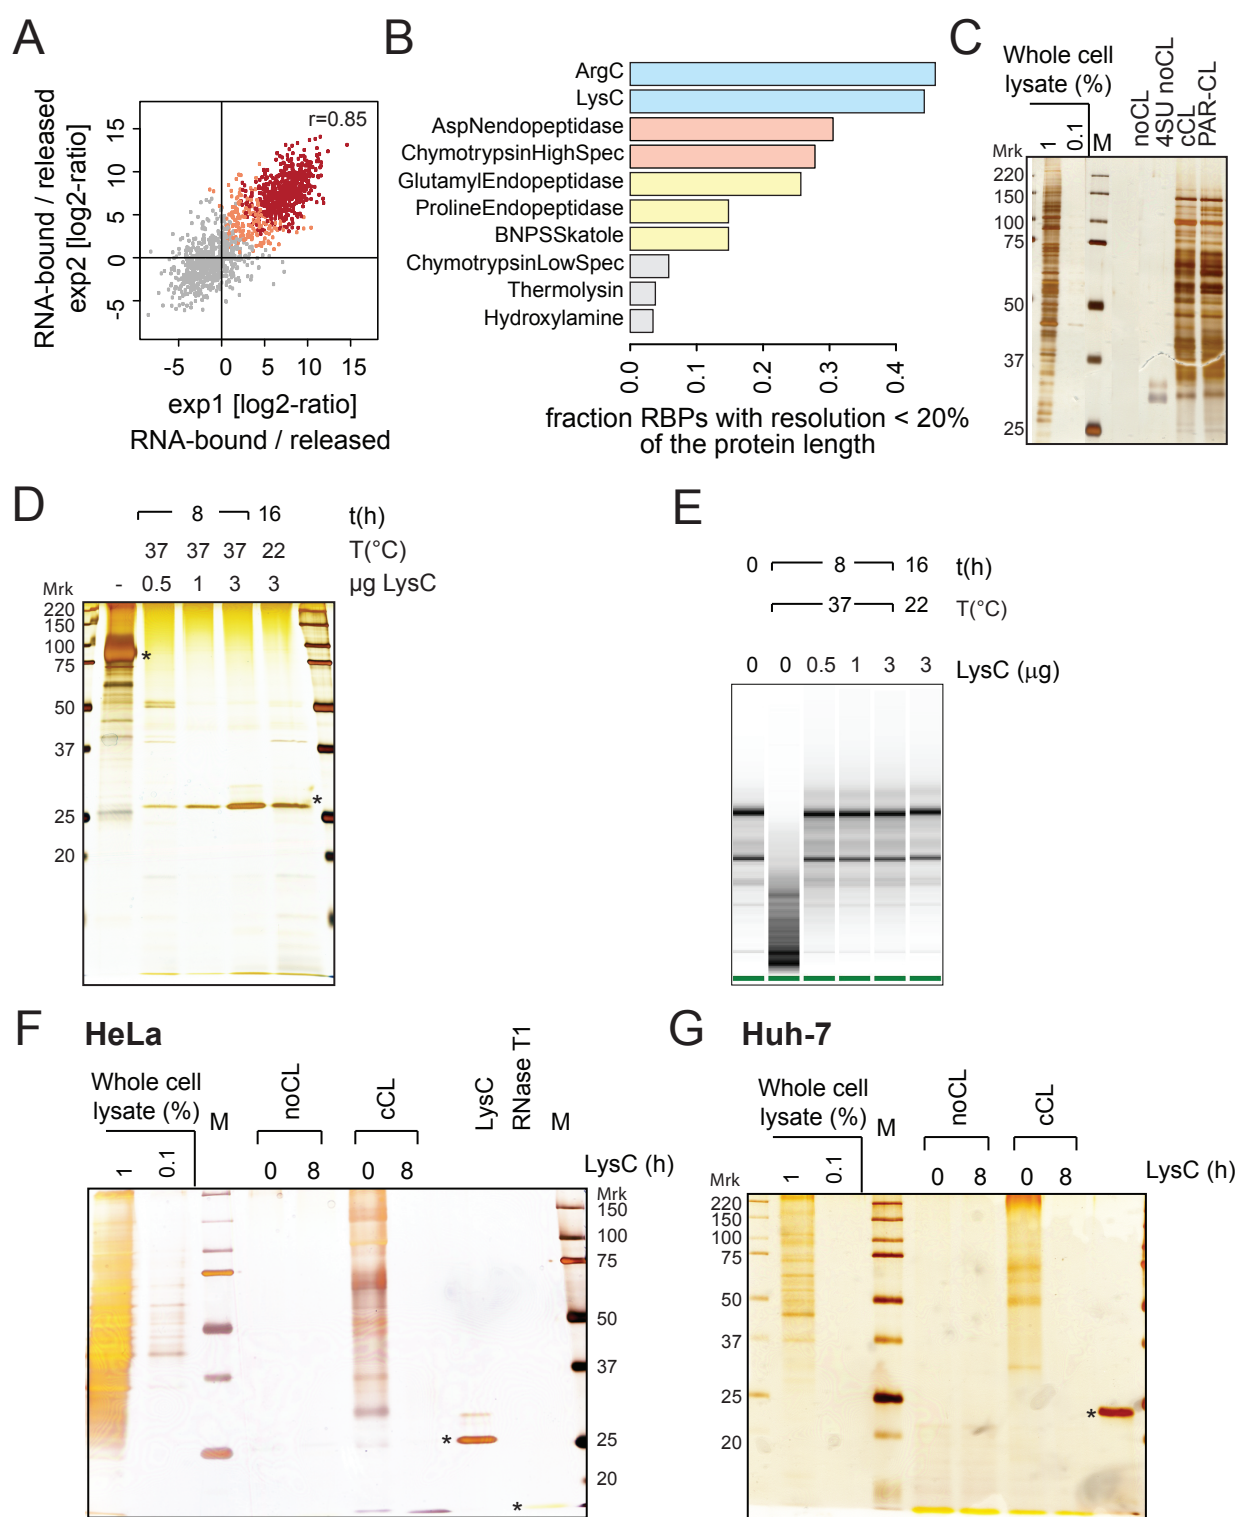 A
RNA-bound / released
exp2 [log2-ratio]
r=0.85
15
10
5
0
-5
-5 0 5 10 15
exp1 [log2-ratio]
RNA-bound / released
B
ArgC
LysC
AspNendopeptidase
ChymotrypsinHighSpec
GlutamylEndopeptidase
ProlineEndopeptidase
BNPSSkatole
ChymotrypsinLowSpec
Thermolysin
Hydroxylamine
0.0 0.1 0.2 0.3 0.4
fraction RBPs with resolution < 20%
of the protein length
C
Whole cell
lysate (%)
1 0.1 M noCL 4SU noCL cCL PAR-CL
Mrk
220
150
100
75
50
37
25
D
8 16 t(h)
37 37 37 22 T(°C)
- 0.5 1 3 3 µg LysC
Mrk
220
150
100
75
50
37
25
20
*
*
E
0 8 16 t(h)
37 22 T(°C)
0 0 0.5 1 3 3 LysC (µg)
F HeLa
Whole cell
lysate (%) M noCL cCL LysC RNase T1 M
1 0.1 0 8 0 8 LysC (h)
Mrk
150
100
75
50
37
25
20
*
*
G Huh-7
Whole cell
lysate (%) M noCL cCL
1 0.1 0 8 0 8 LysC (h)
Mrk
220
150
100
75
50
37
25
20
*